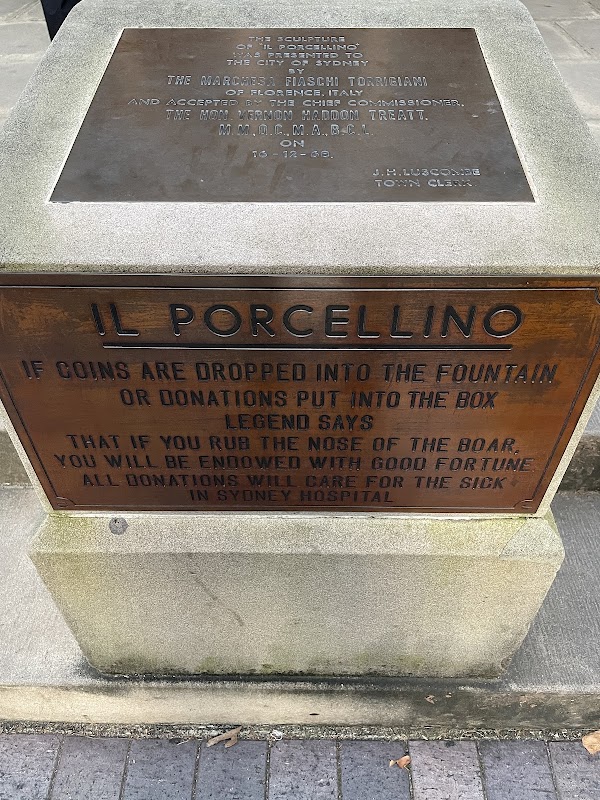 THE SCULPTURE
OF "IL PORCELLINO"
WAS PRESENTED TO
THE CITY OF SYDNEY
BY
THE MARCHESA FIASCHI TORRIGIANI
OF FLORENCE, ITALY
AND ACCEPTED BY THE CHIEF COMMISSIONER,
THE HON. VERNON HADDON TREATT.
M.M., Q.C., M.A., B.C.L.
ON
16-12-68.
J.H. LUSCOMBE
TOWN CLERK
IL PORCELLINO
IF COINS ARE DROPPED INTO THE FOUNTAIN
OR DONATIONS PUT INTO THE BOX
LEGEND SAYS
THAT IF YOU RUB THE NOSE OF THE BOAR,
YOU WILL BE ENDOWED WITH GOOD FORTUNE
ALL DONATIONS WILL CARE FOR THE SICK
IN SYDNEY HOSPITAL